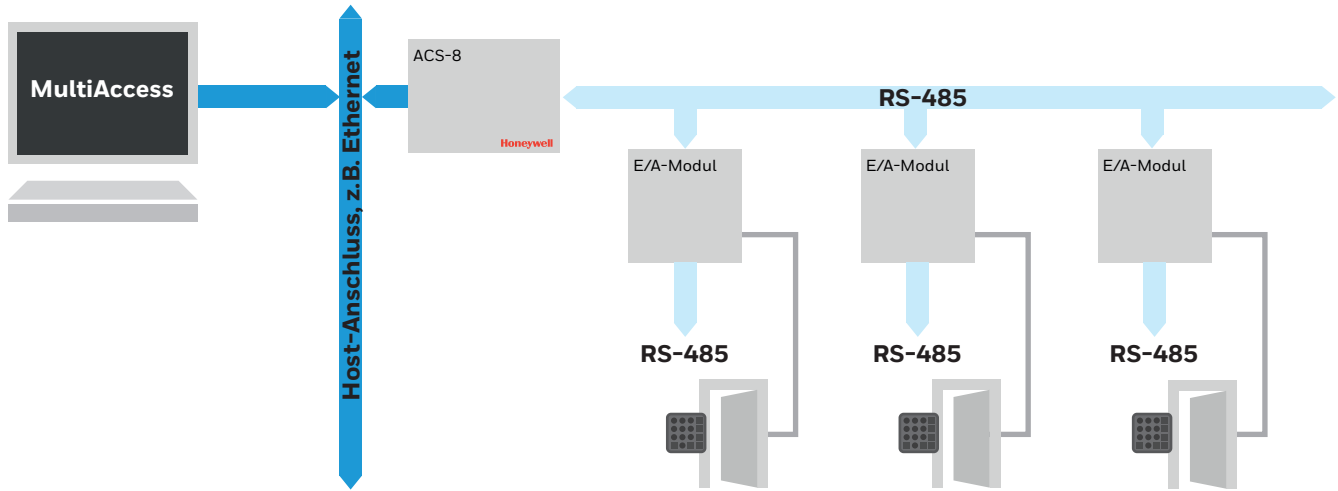 MultiAccess
Host-Anschluss, z.B. Ethernet
ACS-8
Honeywell
RS-485
E/A-Modul
E/A-Modul
E/A-Modul
RS-485
RS-485
RS-485